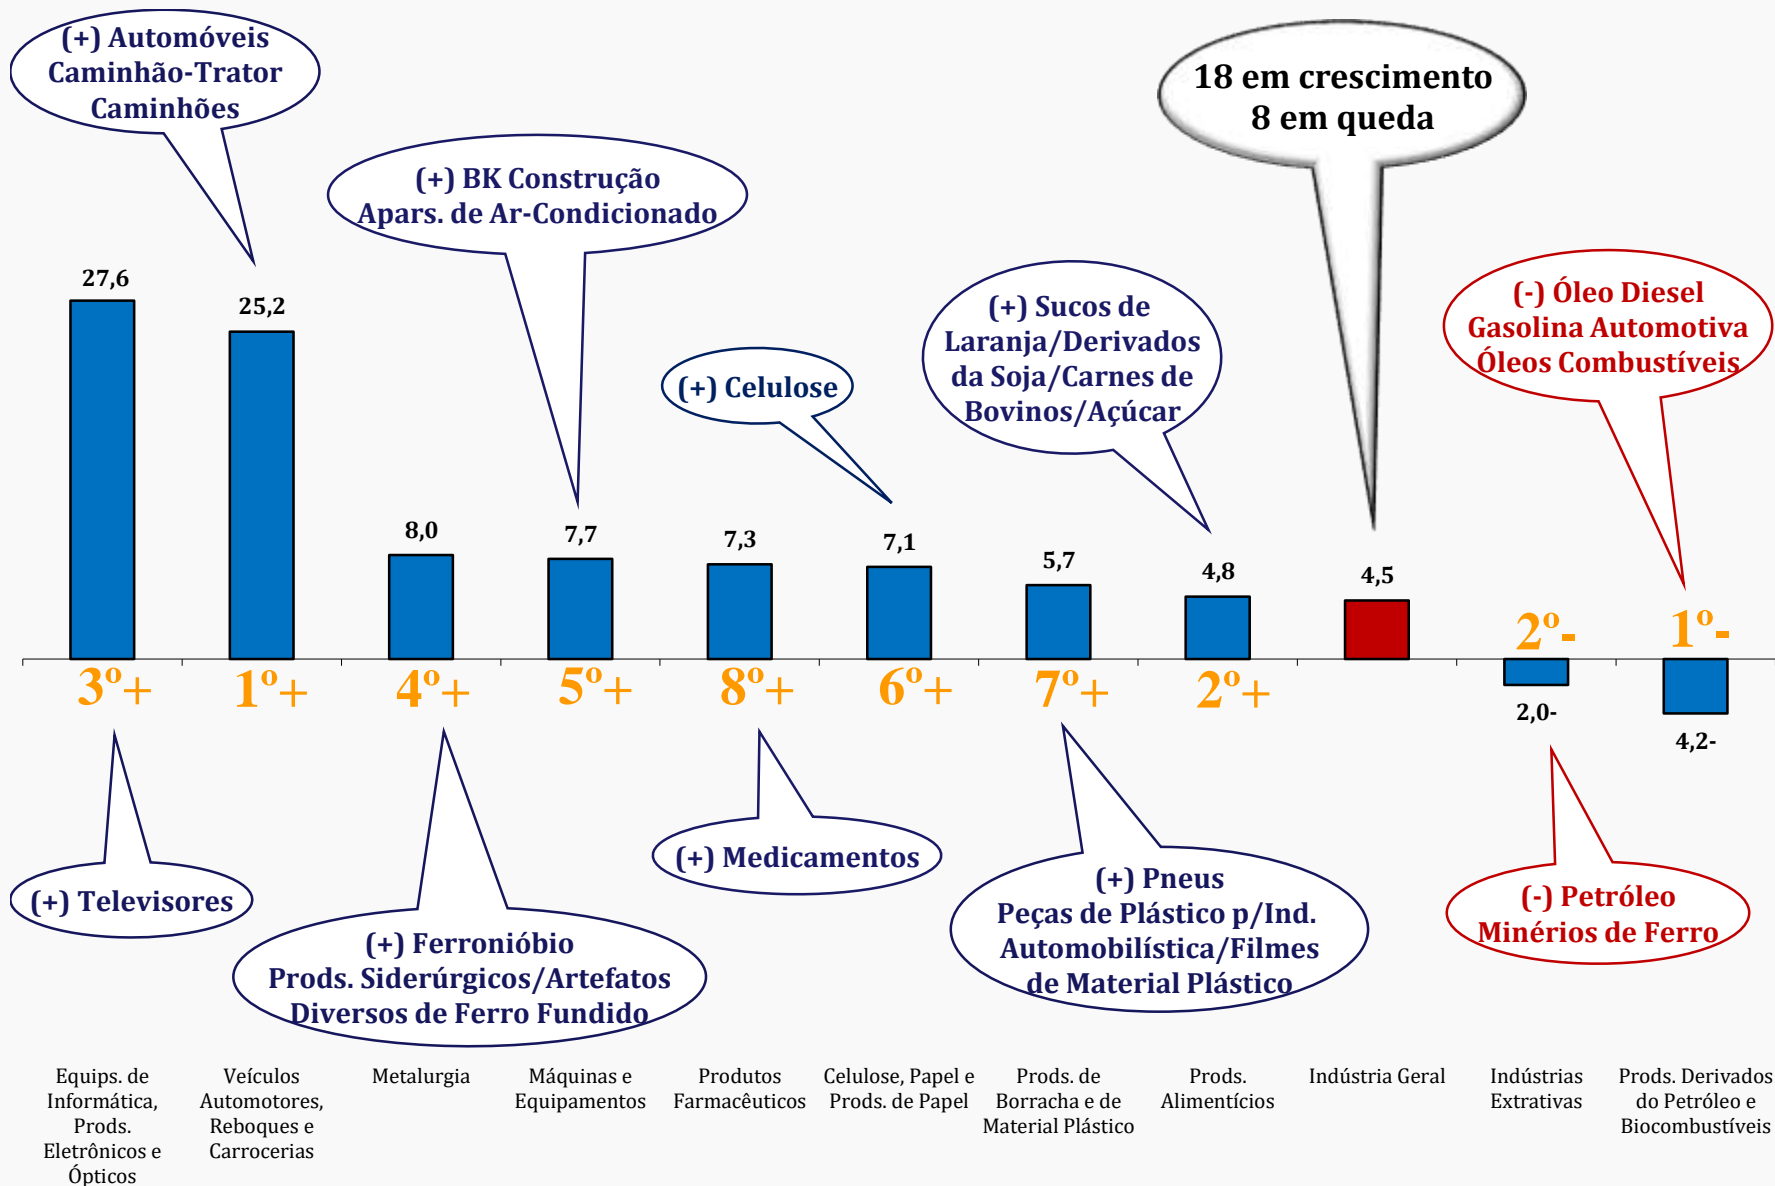 (+) Automóveis
Caminhão-Trator
Caminhões
(+) BK Construção
Apars. de Ar-Condicionado
18 em crescimento
8 em queda
(+) Celulose
(+) Sucos de
Laranja/Derivados
da Soja/Carnes de
Bovinos/Açúcar
(-) Óleo Diesel
Gasolina Automotiva
Óleos Combustíveis
27,6
25,2
8,0
7,7
7,3
7,1
5,7
4,8
4,5
2º-
1º-
3º+
1º+
4º+
5º+
8º+
6º+
7º+
2º+
2,0-
4,2-
(+) Televisores
(+) Ferronióbio
Prods. Siderúrgicos/Artefatos
Diversos de Ferro Fundido
(+) Medicamentos
(+) Pneus
Peças de Plástico p/Ind.
Automobilística/Filmes
de Material Plástico
(-) Petróleo
Minérios de Ferro
Equips. de
Informática,
Prods.
Eletrônicos e
Ópticos
Veículos
Automotores,
Reboques e
Carrocerias
Metalurgia
Máquinas e
Equipamentos
Produtos
Farmacêuticos
Celulose, Papel e
Prods. de Papel
Prods. de
Borracha e de
Material Plástico
Prods.
Alimentícios
Indústria Geral
Indústrias
Extrativas
Prods. Derivados
do Petróleo e
Biocombustíveis